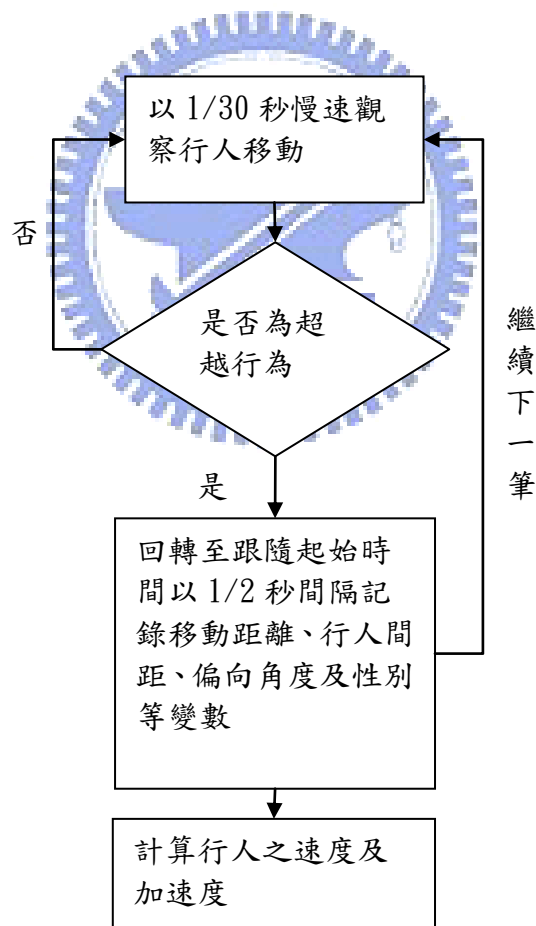 以 1/30 秒慢速觀
察行人移動
否
是否為超
越行為
繼
續
下
一
筆
是
回轉至跟隨起始時
間以 1/2 秒間隔記
錄移動距離、行人間
距、偏向角度及性別
等變數
計算行人之速度及
加速度